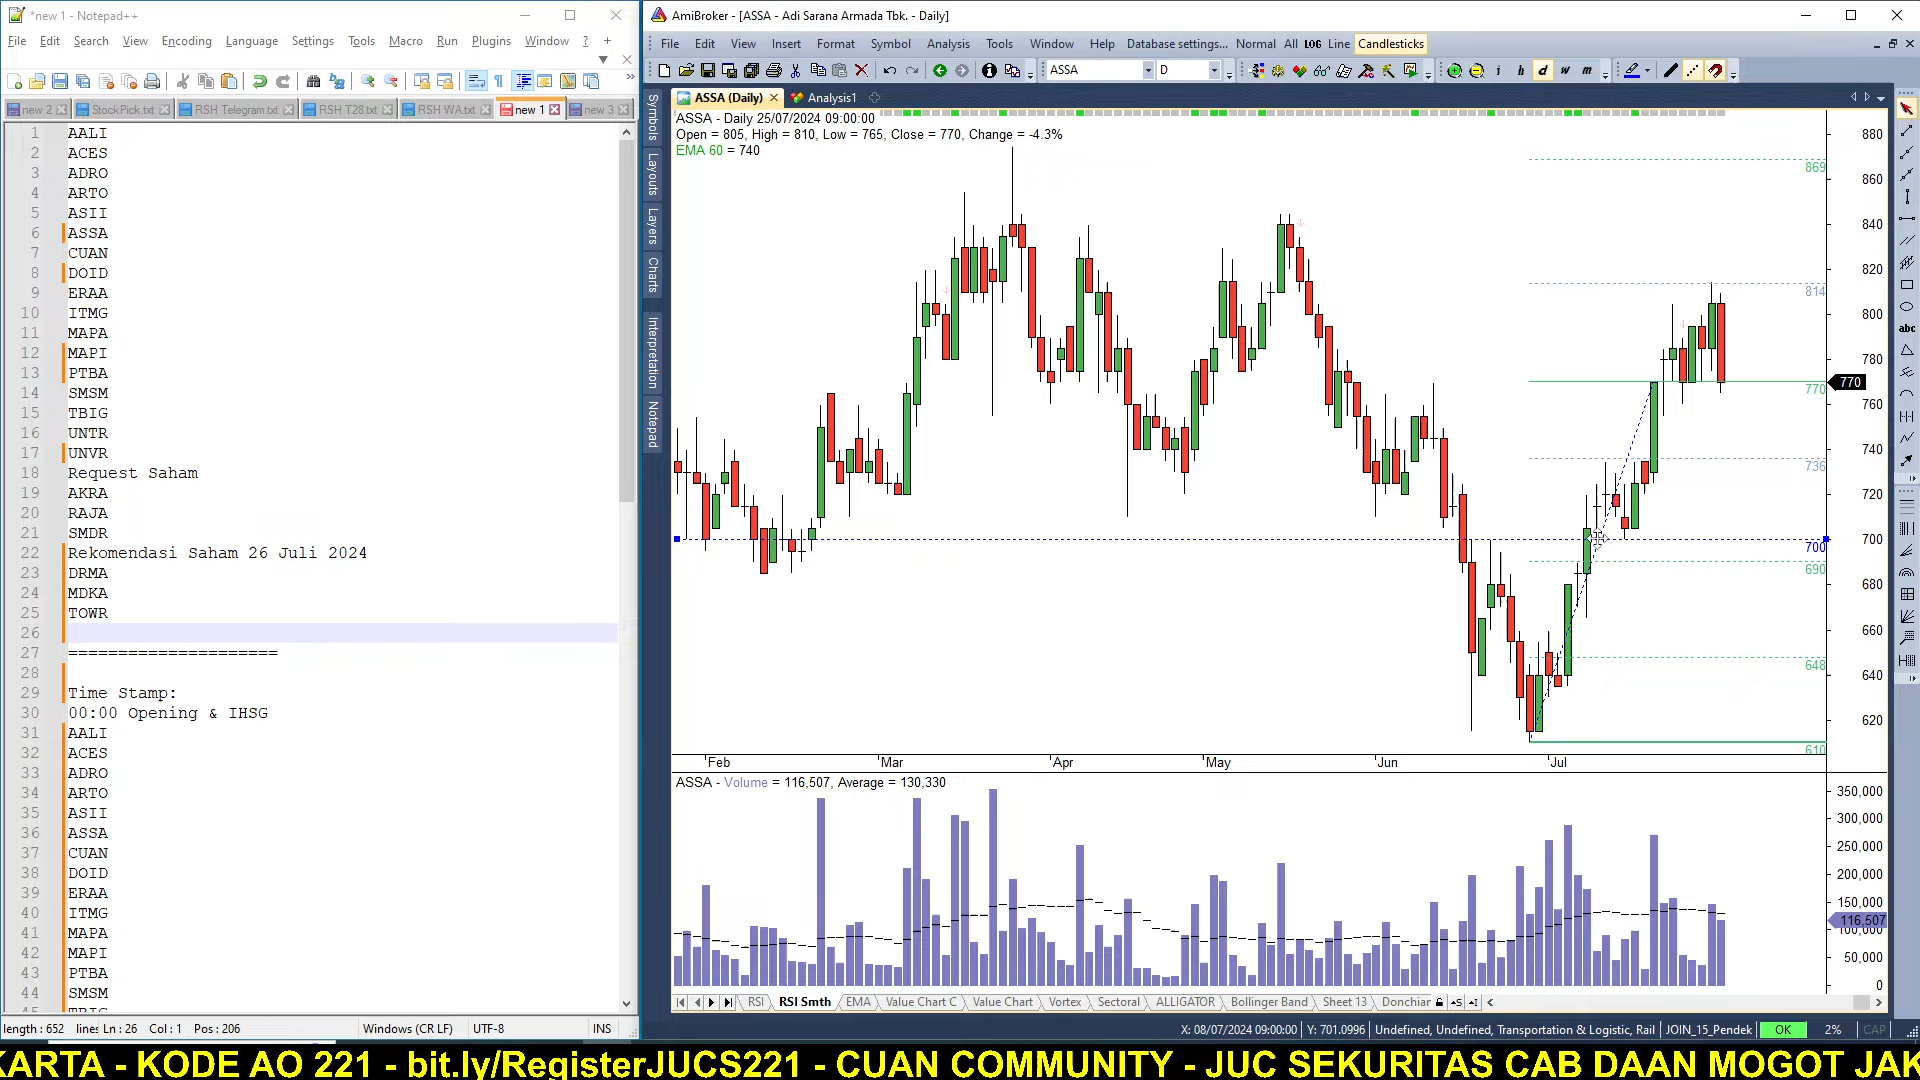 *new 1 - Notepad++
File Edit Search View Encoding Language Settings Tools Macro Run Plugins Window ? +
new 2 StockPick.txt RSH Telegram.txt RSH T28.txt RSH WA.txt new 1 new 3
1 AALI
2 ACES
3 ADRO
4 ARTO
5 ASII
6 ASSA
7 CUAN
8 DOID
9 ERAA
10 ITMG
11 MAPA
12 MAPI
13 PTBA
14 SMSM
15 TBIG
16 UNTR
17 UNVR
18 Request Saham
19 AKRA
20 RAJA
21 SMDR
22 Rekomendasi Saham 26 Juli 2024
23 DRMA
24 MDKA
25 TOWR
26
27 =====================
28
29 Time Stamp:
30 00:00 Opening & IHSG
31 AALI
32 ACES
33 ADRO
34 ARTO
35 ASII
36 ASSA
37 CUAN
38 DOID
39 ERAA
40 ITMG
41 MAPA
42 MAPI
43 PTBA
44 SMSM
length : 652 lines Ln : 26 Col : 1 Pos : 206 Windows (CR LF) UTF-8 INS
AmiBroker - [ASSA - Adi Sarana Armada Tbk. - Daily]
File Edit View Insert Format Symbol Analysis Tools Window Help Database settings... Normal All LOG Line Candlesticks
ASSA D i h d w m
ASSA (Daily) Analysis1
Symbols
Layouts
Layers
Charts
Interpretation
Notepad
abc
ASSA - Daily 25/07/2024 09:00:00
Open = 805, High = 810, Low = 765, Close = 770, Change = -4.3%
EMA 60 = 740
869
814
770
736
700
690
648
610
880
860
840
820
800
780
770
760
740
720
700
680
660
640
620
Feb Mar Apr May Jun Jul
ASSA - Volume = 116,507, Average = 130,330
350,000
300,000
250,000
200,000
150,000
116,507
100,000
50,000
0
RSI RSI Smth EMA Value Chart C Value Chart Vortex Sectoral ALLIGATOR Bollinger Band Sheet 13 Donchian
X: 08/07/2024 09:00:00 Y: 701.0996 Undefined, Undefined, Transportation & Logistic, Rail JOIN_15_Pendek OK 2% CAP
KARTA - KODE AO 221 - bit.ly/RegisterJUCS221 - CUAN COMMUNITY - JUC SEKURITAS CAB DAAN MOGOT JAK